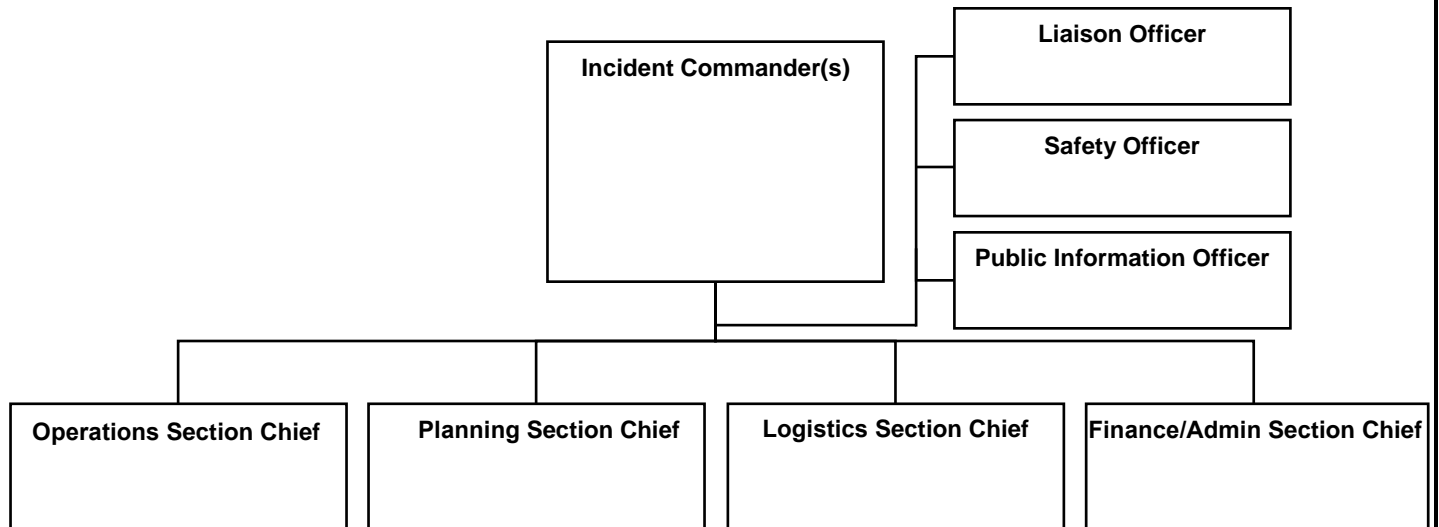 Incident Commander(s)
Liaison Officer
Safety Officer
Public Information Officer
Operations Section Chief
Planning Section Chief
Logistics Section Chief
Finance/Admin Section Chief